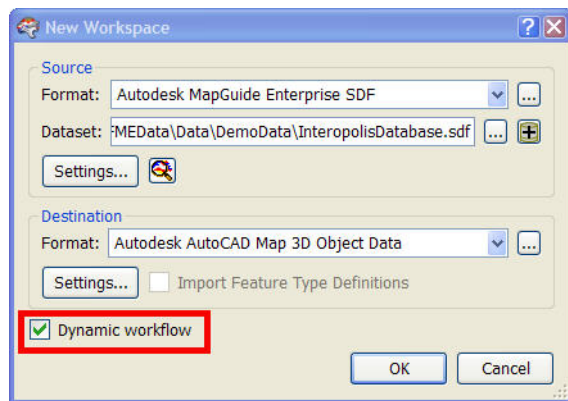 New Workspace
Source
Format: Autodesk MapGuide Enterprise SDF
Dataset: FMEData\Data\DemoData\InteropolisDatabase.sdf
Settings...
Destination
Format: Autodesk AutoCAD Map 3D Object Data
Settings... Import Feature Type Definitions
Dynamic workflow
OK Cancel